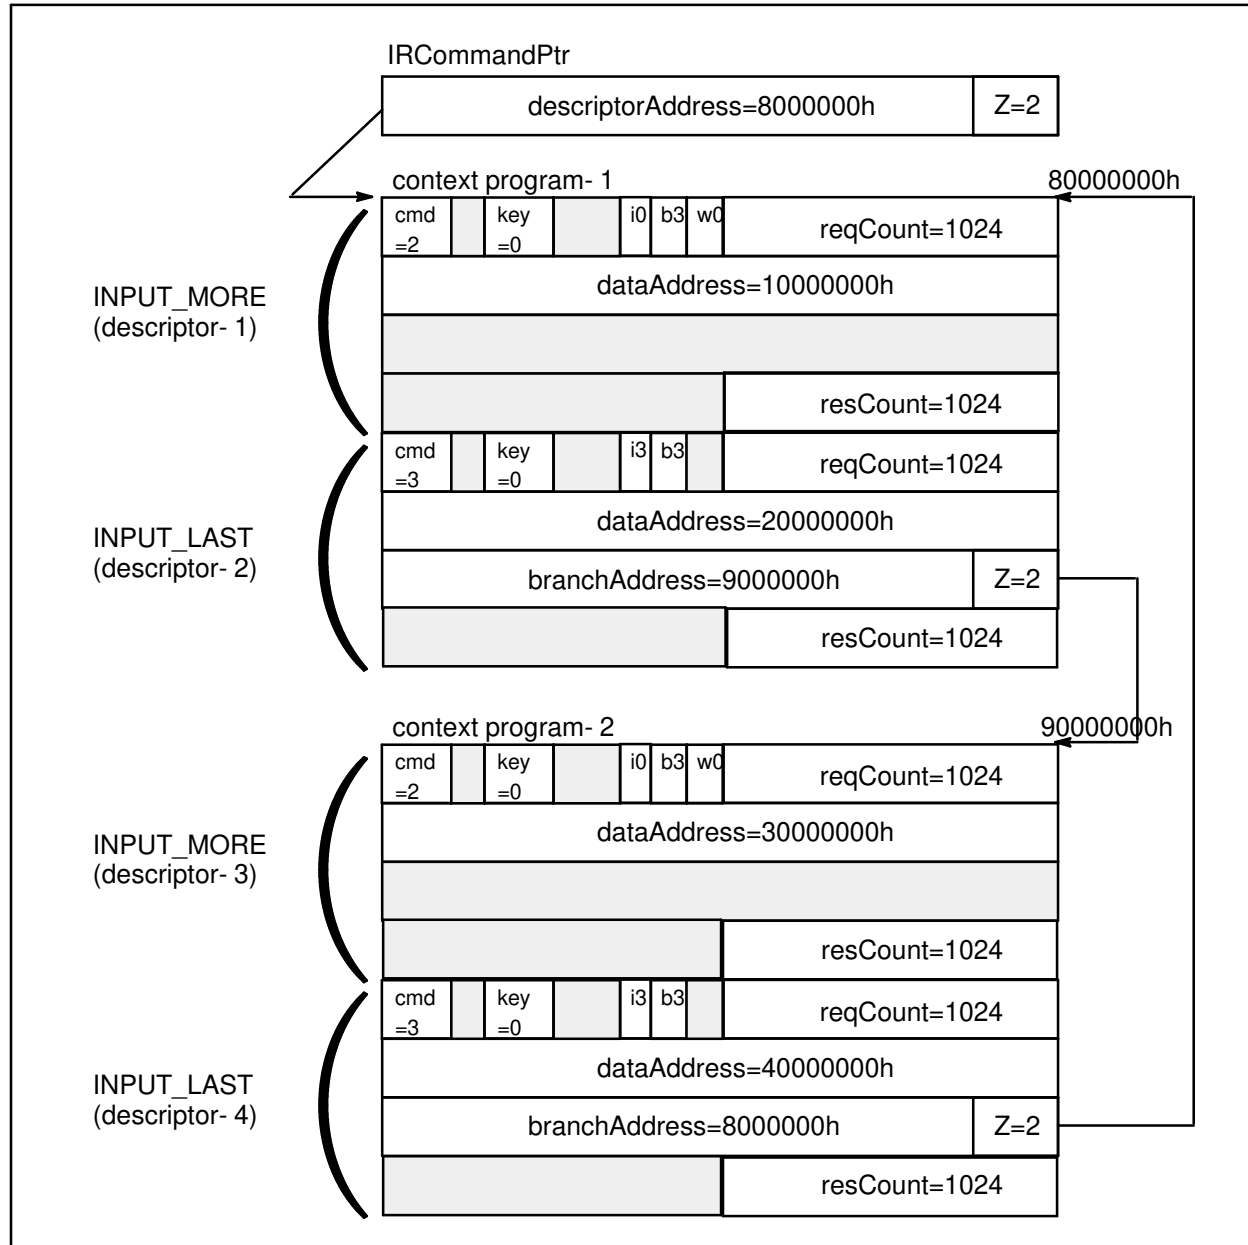 IRCommandPtr
descriptorAddress=8000000h Z=2
context program- 1 80000000h
cmd =2 key =0 i0 b3 w0 reqCount=1024
INPUT_MORE
(descriptor- 1)
dataAddress=10000000h
resCount=1024
cmd =3 key =0 i3 b3 reqCount=1024
INPUT_LAST
(descriptor- 2)
dataAddress=20000000h
branchAddress=9000000h Z=2
resCount=1024
context program- 2 90000000h
cmd =2 key =0 i0 b3 w0 reqCount=1024
INPUT_MORE
(descriptor- 3)
dataAddress=30000000h
resCount=1024
cmd =3 key =0 i3 b3 reqCount=1024
INPUT_LAST
(descriptor- 4)
dataAddress=40000000h
branchAddress=8000000h Z=2
resCount=1024